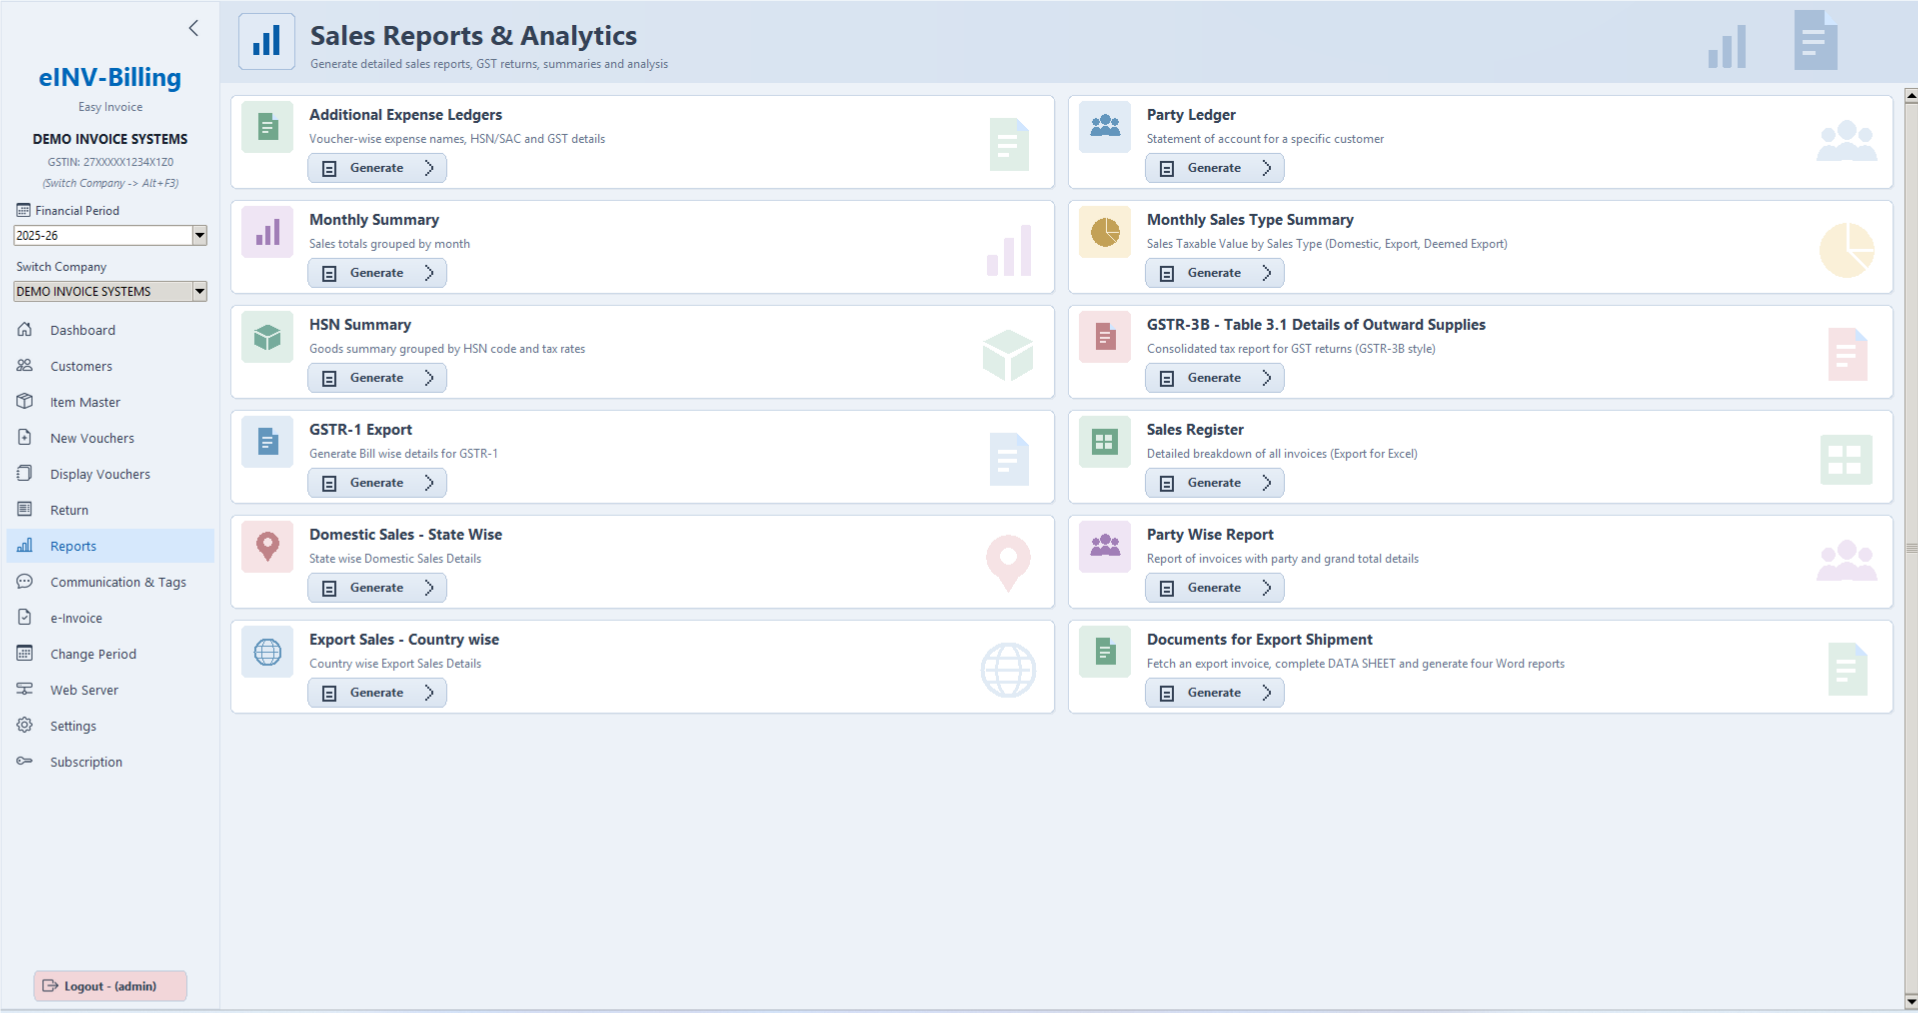 eINV-Billing
Easy Invoice
DEMO INVOICE SYSTEMS
GSTIN: 27XXXXX1234X1Z0
(Switch Company -> Alt+F3)
Financial Period
2025-26
Switch Company
DEMO INVOICE SYSTEMS
Dashboard
Customers
Item Master
New Vouchers
Display Vouchers
Return
Reports
Communication & Tags
e-Invoice
Change Period
Web Server
Settings
Subscription
Logout - (admin)
Sales Reports & Analytics
Generate detailed sales reports, GST returns, summaries and analysis
Additional Expense Ledgers
Voucher-wise expense names, HSN/SAC and GST details
Generate
Party Ledger
Statement of account for a specific customer
Generate
Monthly Summary
Sales totals grouped by month
Generate
Monthly Sales Type Summary
Sales Taxable Value by Sales Type (Domestic, Export, Deemed Export)
Generate
HSN Summary
Goods summary grouped by HSN code and tax rates
Generate
GSTR-3B - Table 3.1 Details of Outward Supplies
Consolidated tax report for GST returns (GSTR-3B style)
Generate
GSTR-1 Export
Generate Bill wise details for GSTR-1
Generate
Sales Register
Detailed breakdown of all invoices (Export for Excel)
Generate
Domestic Sales - State Wise
State wise Domestic Sales Details
Generate
Party Wise Report
Report of invoices with party and grand total details
Generate
Export Sales - Country wise
Country wise Export Sales Details
Generate
Documents for Export Shipment
Fetch an export invoice, complete DATA SHEET and generate four Word reports
Generate